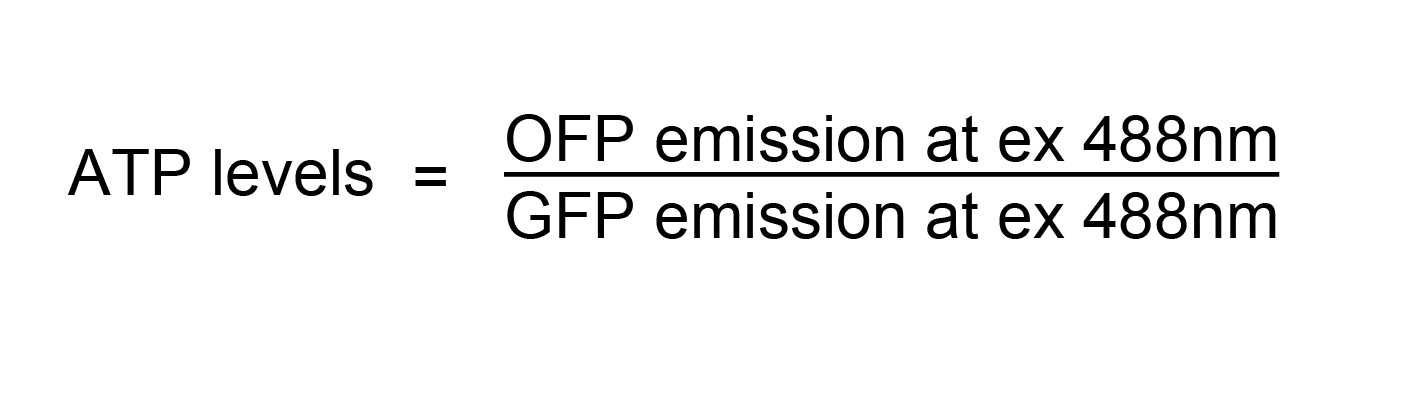 ATP levels = OFP emission at ex 488nm
GFP emission at ex 488nm